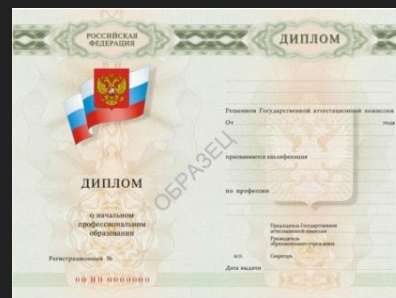 РОССИЙСКАЯ
ФЕДЕРАЦИЯ
ДИПЛОМ
о начальном
профессиональном
образовании
Регистрационный №
00 НП 0000000
ОБРАЗЕЦ
ДИПЛОМ
Решением Государственной аттестационной комиссии
От года
присваивается квалификация
по профессии
Председатель Государственной
аттестационной комиссии
Руководитель
образовательного учреждения
М.П. Секретарь
Дата выдачи